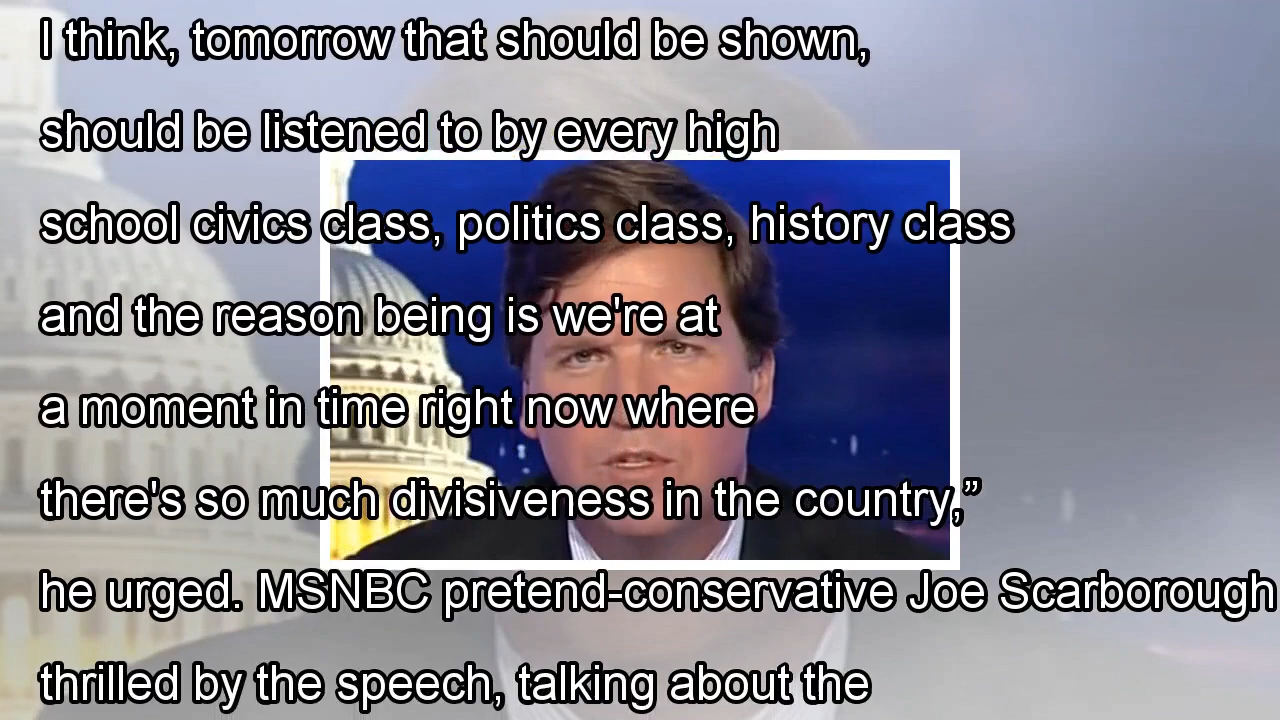 I think, tomorrow that should be shown,
should be listened to by every high
school civics class, politics class, history class
and the reason being is we're at
a moment in time right now where
there's so much divisiveness in the country,”
he urged. MSNBC pretend-conservative Joe Scarborough
thrilled by the speech, talking about the